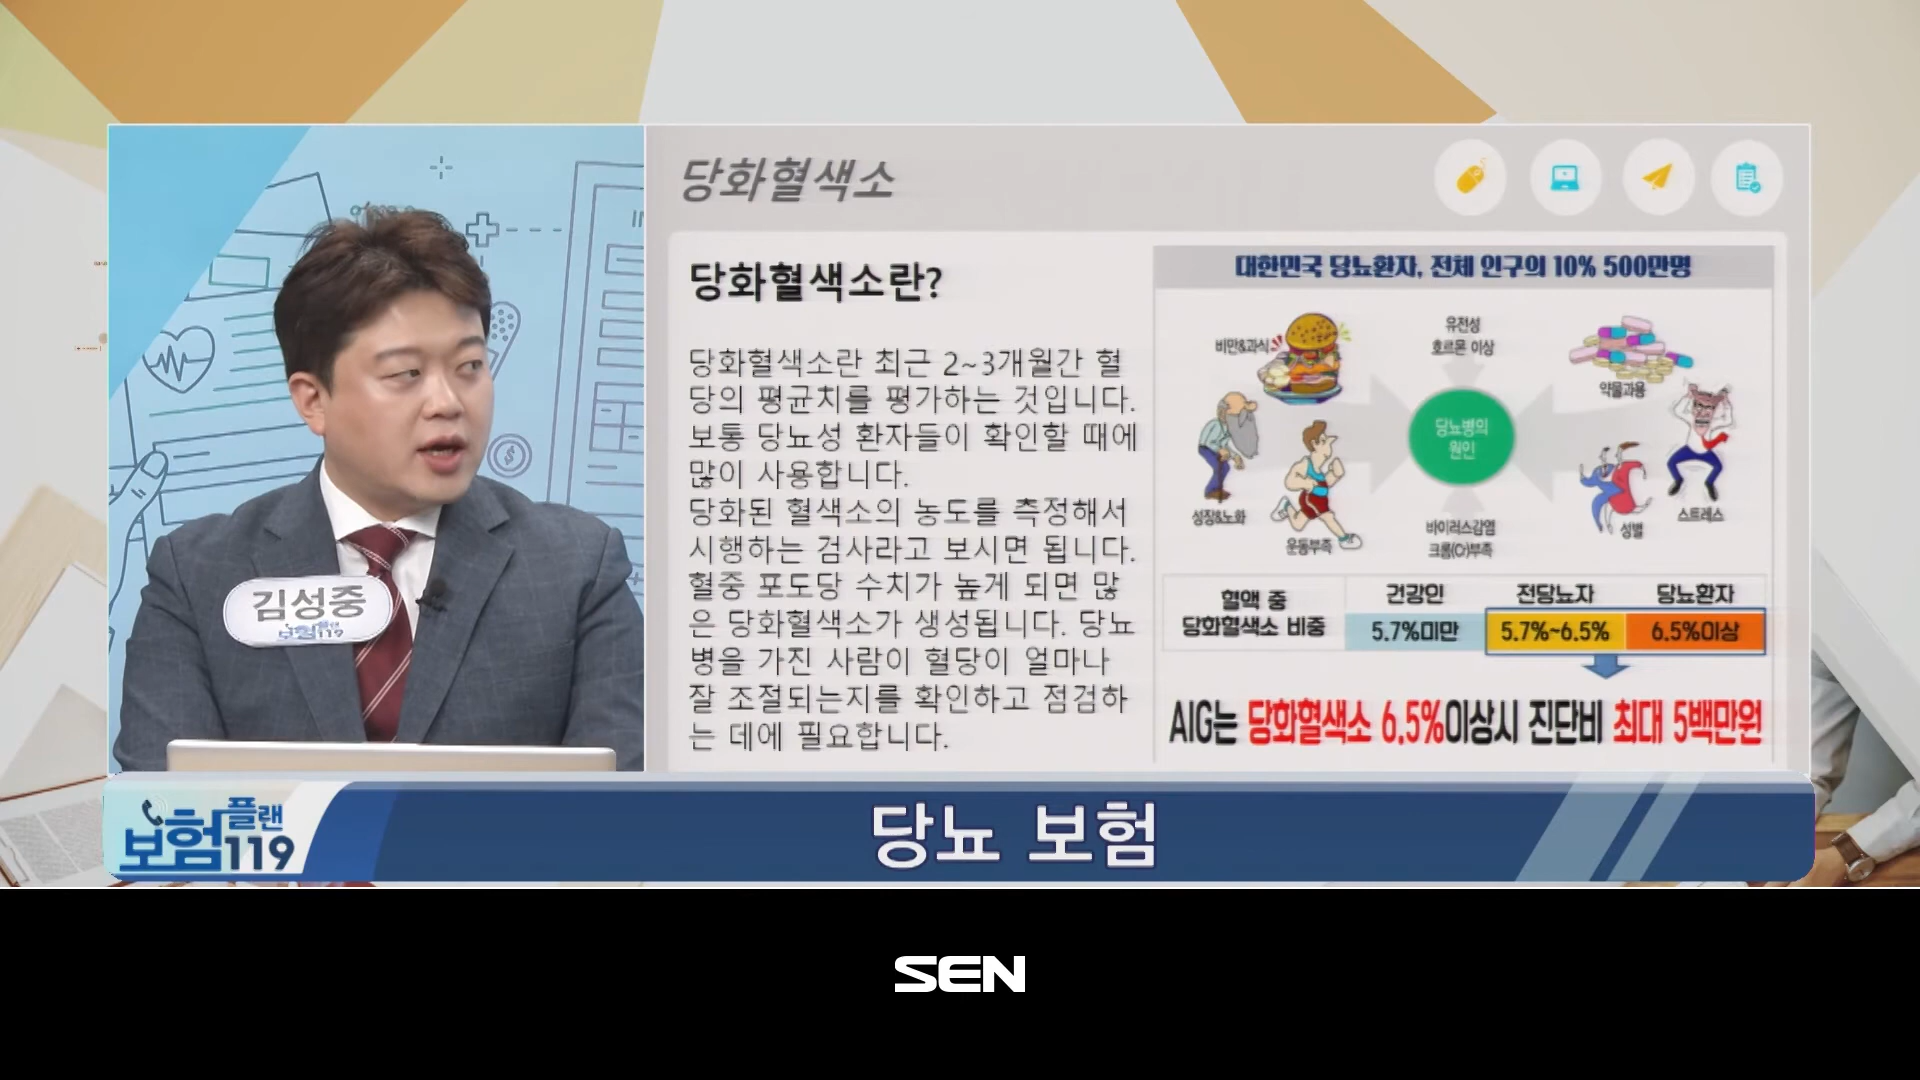 당화혈색소
당화혈색소란?
당화혈색소란 최근 2~3개월간 혈
당의 평균치를 평가하는 것입니다.
보통 당뇨성 환자들이 확인할 때에
많이 사용합니다.
당화된 혈색소의 농도를 측정해서
시행하는 검사라고 보시면 됩니다.
혈중 포도당 수치가 높게 되면 많
은 당화혈색소가 생성됩니다. 당뇨
병을 가진 사람이 혈당이 얼마나
잘 조절되는지를 확인하고 점검하
는 데에 필요합니다.
대한민국 당뇨환자, 전체 인구의 10% 500만명
비만&과식
유전성
호르몬 이상
약물과용
당뇨병의
원인
성장&노화
운동부족
바이러스감염
크롬(Cr)부족
성별
스트레스
혈액 중
당화혈색소 비중
건강인
전당뇨자
당뇨환자
5.7%미만
5.7%~6.5%
6.5%이상
AIG는 당화혈색소 6.5%이상시 진단비 최대 5백만원
김성중
보험플랜119
보험플랜119
당뇨 보험
SEN